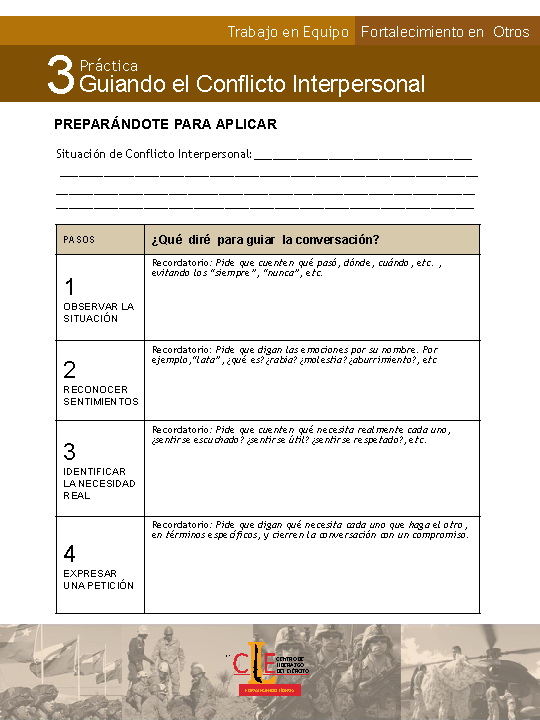 Trabajo en Equipo Fortalecimiento en Otros
3 Práctica
Guiando el Conflicto Interpersonal
PREPARÁNDOTE PARA APLICAR
Situación de Conflicto Interpersonal:
PASOS ¿Qué diré para guiar la conversación?
Recordatorio: Pide que cuenten qué pasó, dónde, cuándo, etc. ,
evitando los “siempre”, “nunca”, etc.
1
OBSERVAR LA
SITUACIÓN
Recordatorio: Pide que digan las emociones por su nombre. Por
ejemplo,“lata”, ¿qué es? ¿rabia? ¿molestia? ¿aburrimiento?, etc
2
RECONOCER
SENTIMIENTOS
Recordatorio: Pide que cuenten qué necesita realmente cada uno,
¿sentirse escuchado? ¿sentirse útil? ¿sentirse respetado?, etc.
3
IDENTIFICAR
LA NECESIDAD
REAL
Recordatorio: Pide que digan qué necesita cada uno que haga el otro,
en términos específicos, y cierren la conversación con un compromiso.
4
EXPRESAR
UNA PETICIÓN
CLE
CENTRO DE
LIDERAZGO
DEL EJÉRCITO